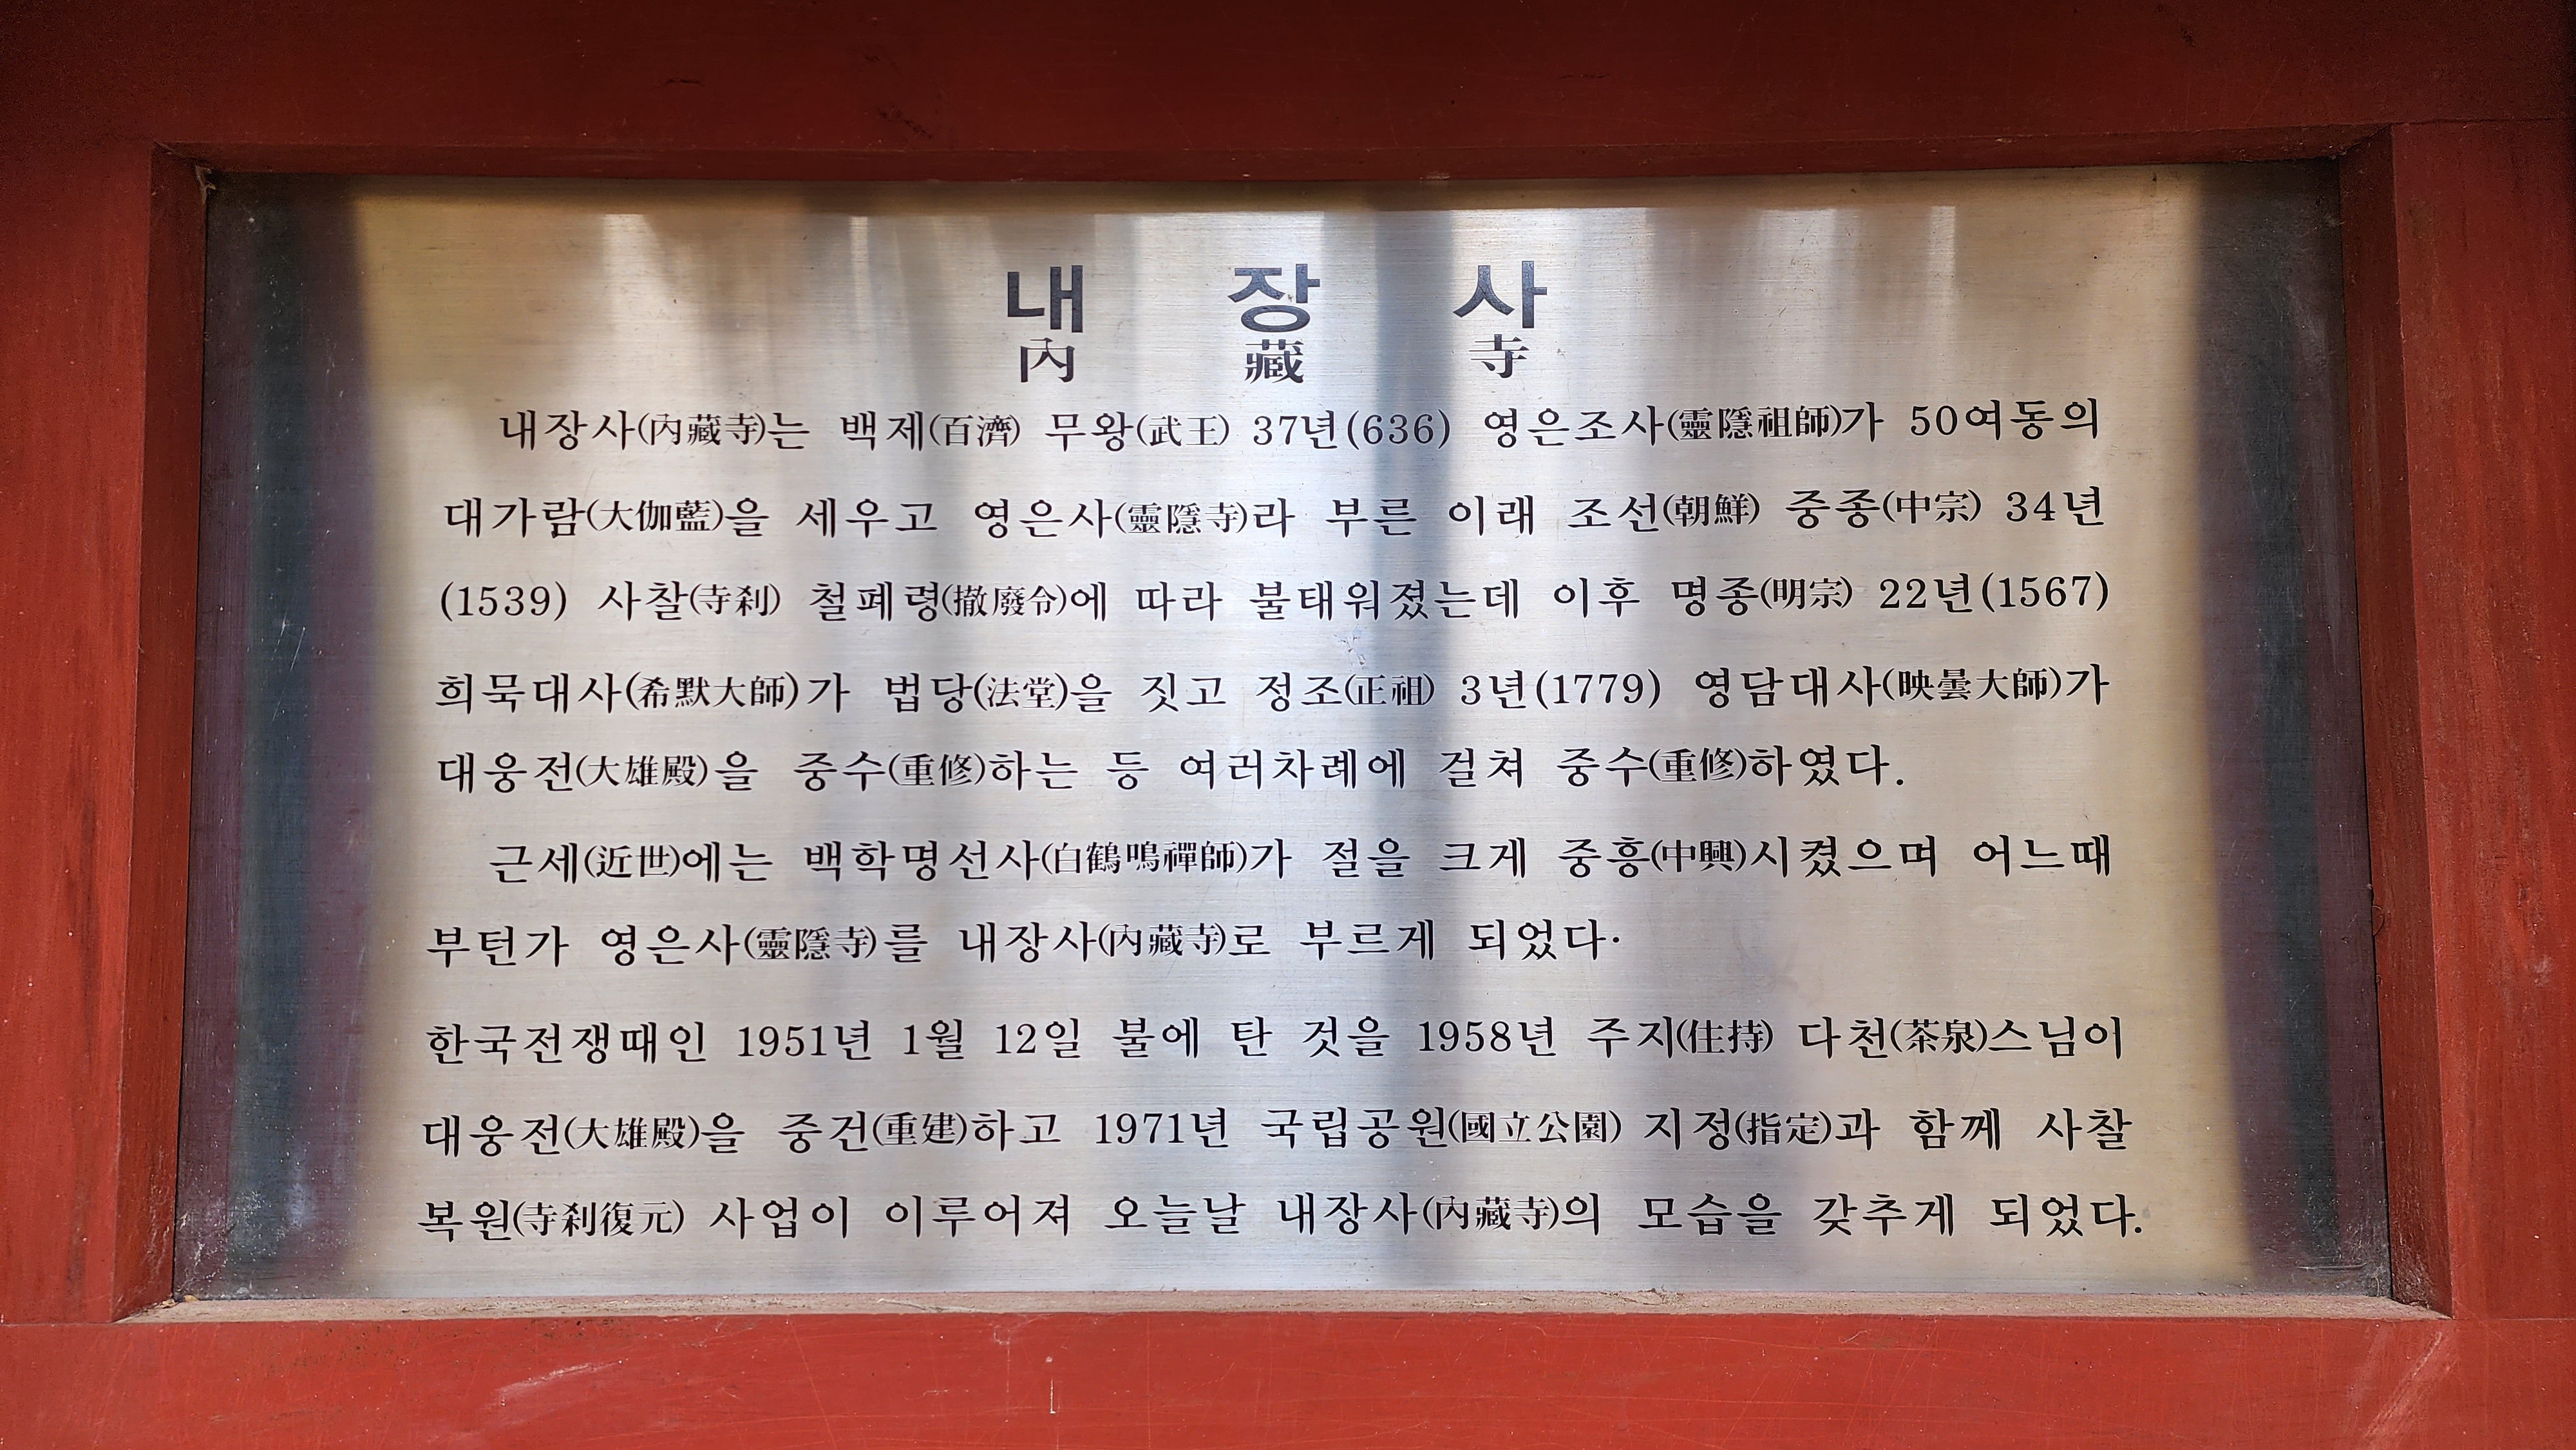 내 장 사
內 藏 寺
내장사(內藏寺)는 백제(百濟) 무왕(武王) 37년(636) 영은조사(靈隱祖師)가 50여동의
대가람(大伽藍)을 세우고 영은사(靈隱寺)라 부른 이래 조선(朝鮮) 중종(中宗) 34년
(1539) 사찰(寺刹) 철폐령(撤廢令)에 따라 불태워졌는데 이후 명종(明宗) 22년(1567)
희묵대사(希默大師)가 법당(法堂)을 짓고 정조(正祖) 3년(1779) 영담대사(映曇大師)가
대웅전(大雄殿)을 중수(重修)하는 등 여러차례에 걸쳐 중수(重修)하였다.
근세(近世)에는 백학명선사(白鶴鳴禪師)가 절을 크게 중흥(中興)시켰으며 어느때
부턴가 영은사(靈隱寺)를 내장사(內藏寺)로 부르게 되었다.
한국전쟁때인 1951년 1월 12일 불에 탄 것을 1958년 주지(住持) 다천(茶泉)스님이
대웅전(大雄殿)을 중건(重建)하고 1971년 국립공원(國立公園) 지정(指定)과 함께 사찰
복원(寺刹復元) 사업이 이루어져 오늘날 내장사(內藏寺)의 모습을 갖추게 되었다.